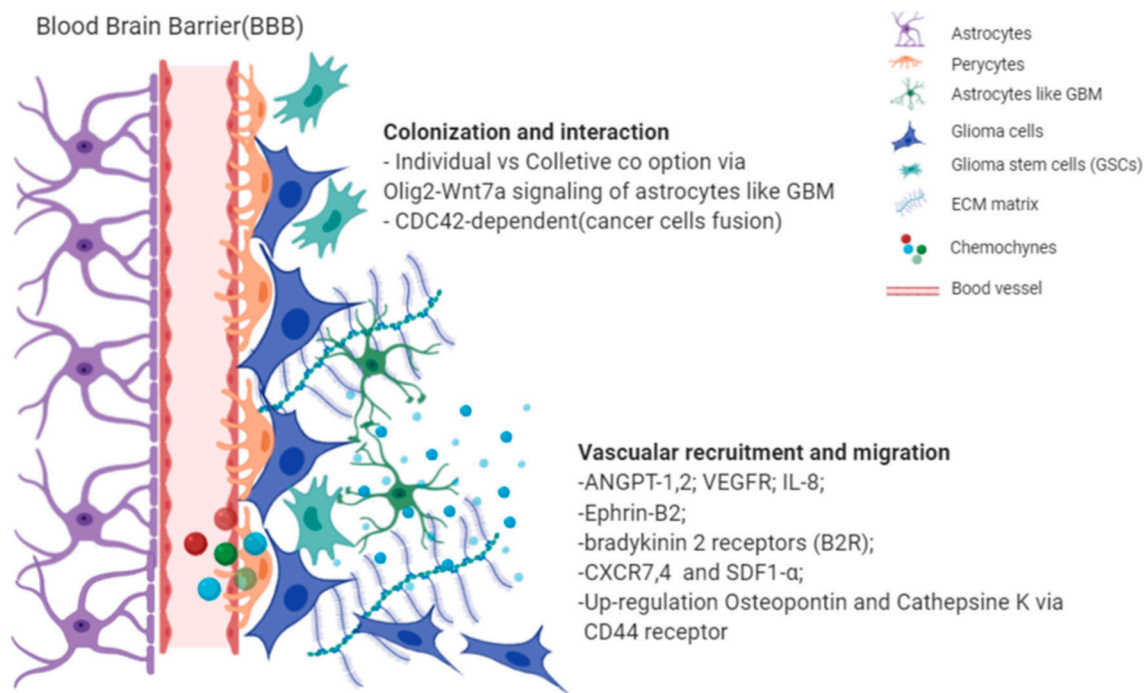 Blood Brain Barrier(BBB)
Colonization and interaction
- Individual vs Colletive co option via
Olig2-Wnt7a signaling of astrocytes like GBM
- CDC42-dependent(cancer cells fusion)
Vascular recruitment and migration
-ANGPT-1,2; VEGFR; IL-8;
-Ephrin-B2;
-bradykinin 2 receptors (B2R);
-CXCR7,4 and SDF1-α;
-Up-regulation Osteopontin and Cathepsine K via
CD44 receptor
Astrocytes
Perycytes
Astrocytes like GBM
Glioma cells
Glioma stem cells (GSCs)
ECM matrix
Chemochynes
Bood vessel